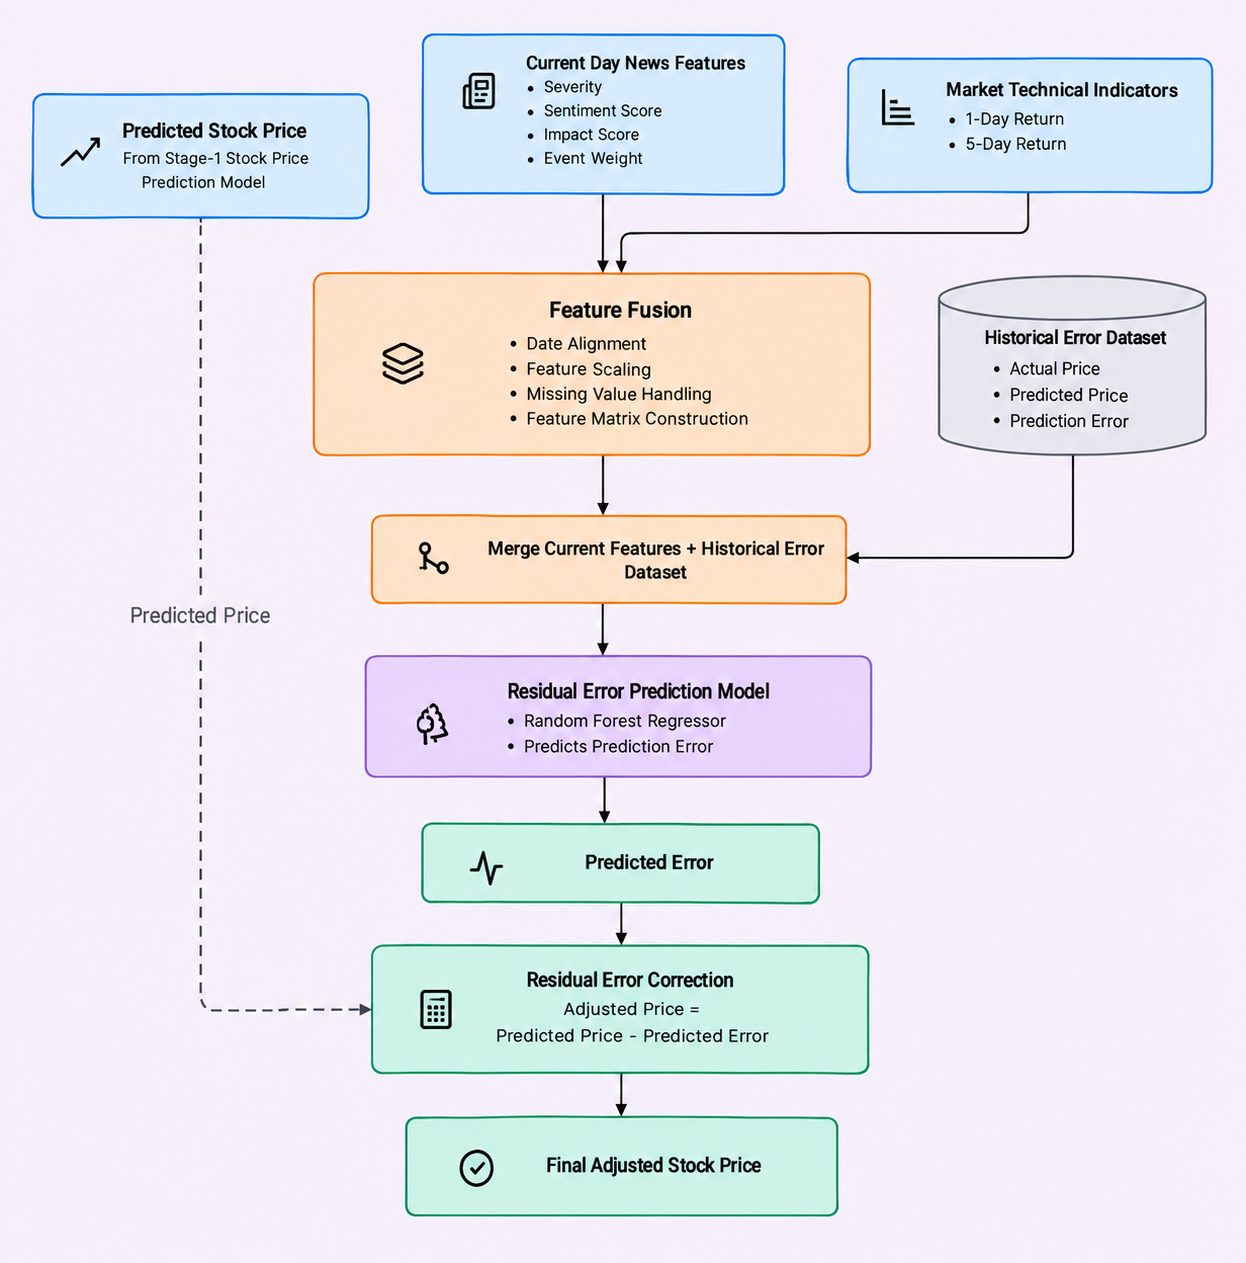 Current Day News Features
• Severity
• Sentiment Score
• Impact Score
• Event Weight
Market Technical Indicators
• 1-Day Return
• 5-Day Return
Predicted Stock Price
From Stage-1 Stock Price
Prediction Model
Feature Fusion
• Date Alignment
• Feature Scaling
• Missing Value Handling
• Feature Matrix Construction
Historical Error Dataset
• Actual Price
• Predicted Price
• Prediction Error
Merge Current Features + Historical Error
Dataset
Predicted Price
Residual Error Prediction Model
• Random Forest Regressor
• Predicts Prediction Error
Predicted Error
Residual Error Correction
Adjusted Price =
Predicted Price - Predicted Error
Final Adjusted Stock Price